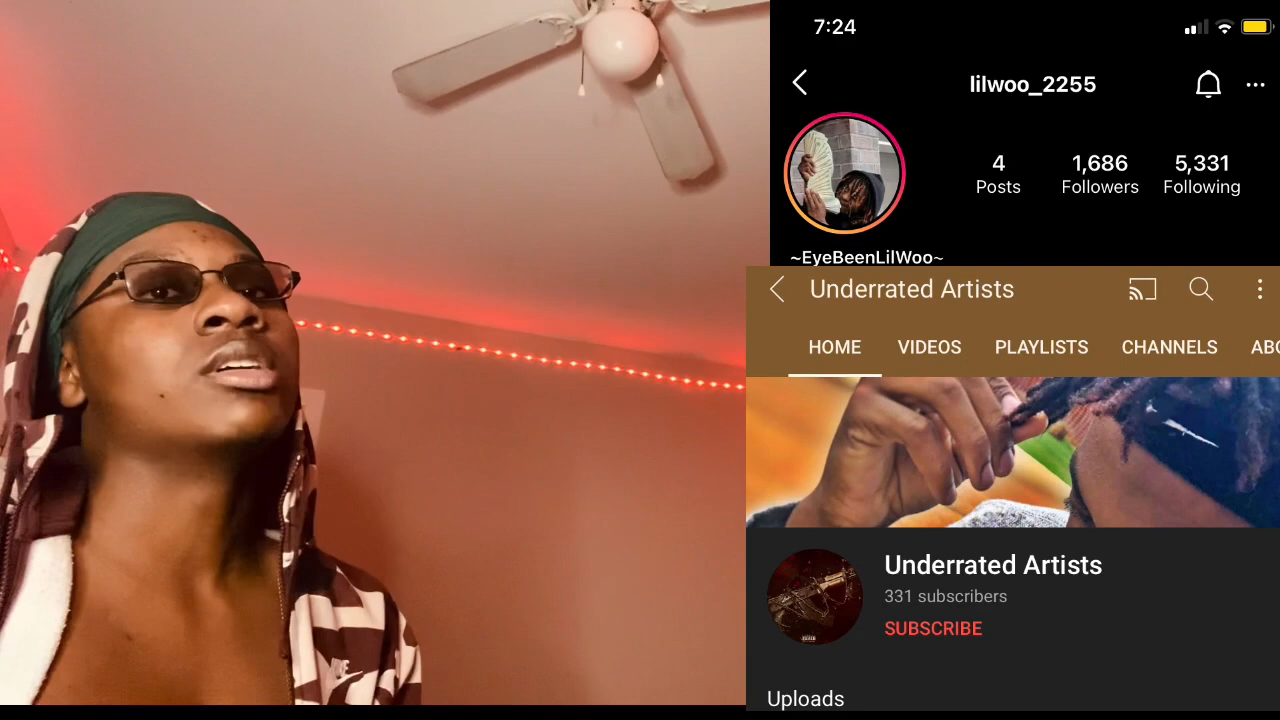 7:24
lilwoo_2255
4 1,686 5,331
Posts Followers Following
~EyeBeenLilWoo~
Underrated Artists
HOME VIDEOS PLAYLISTS CHANNELS ABO
Underrated Artists
331 subscribers
SUBSCRIBE
Uploads